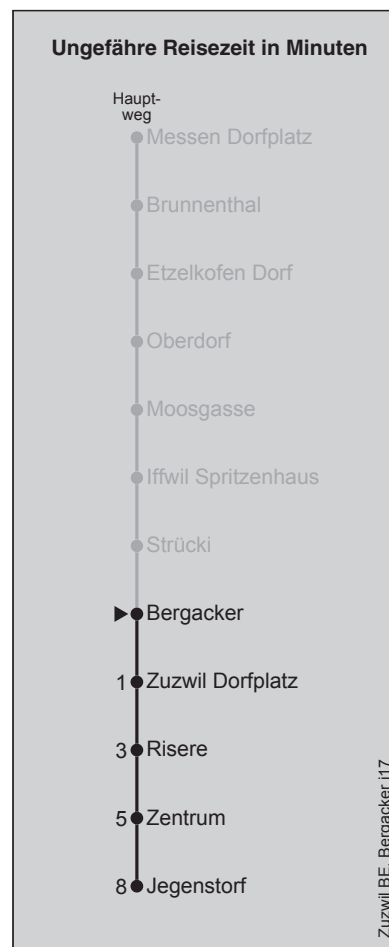 Ungefähre Reisezeit in Minuten
Haupt-
weg
Messen Dorfplatz
Brunnenthal
Etzelkofen Dorf
Oberdorf
Moosgasse
Iffwil Spritzenhaus
Strücki
Bergacker
1 Zuzwil Dorfplatz
3 Risere
5 Zentrum
8 Jegenstorf
Zuzwil BE, Bergacker j17